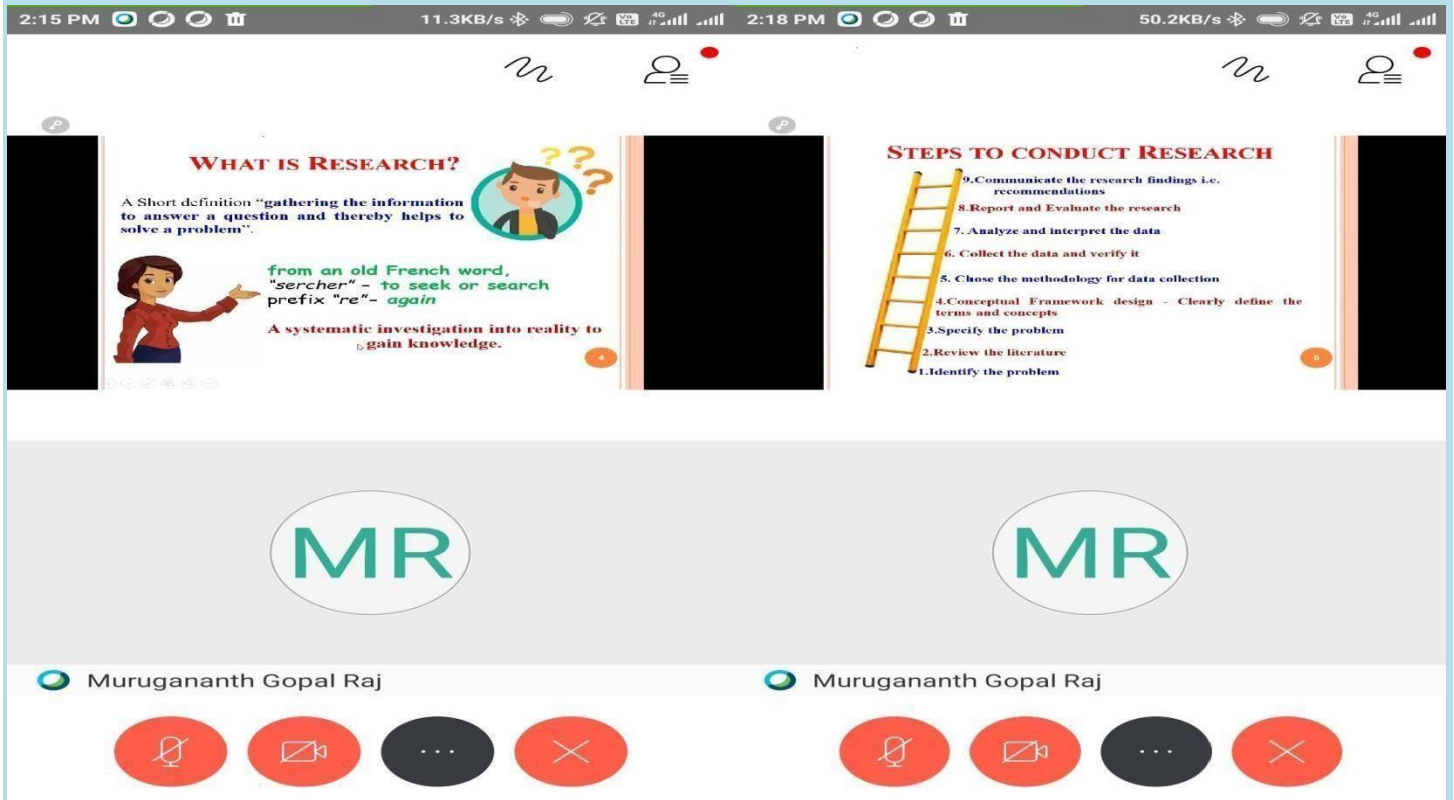 2:15 PM
11.3KB/s
Vo LTE
4G
WHAT IS RESEARCH?
A Short definition “gathering the information
to answer a question and thereby helps to
solve a problem”.
from an old French word,
“sercher” – to seek or search
prefix “re”– again
A systematic investigation into reality to
gain knowledge.
4
MR
Murugananth Gopal Raj
2:18 PM
50.2KB/s
Vo LTE
4G
STEPS TO CONDUCT RESEARCH
9.Communicate the research findings i.e.
recommendations
8.Report and Evaluate the research
7. Analyze and interpret the data
6. Collect the data and verify it
5. Chose the methodology for data collection
4.Conceptual Framework design - Clearly define the
terms and concepts
3.Specify the problem
2.Review the literature
1.Identify the problem
6
MR
Murugananth Gopal Raj